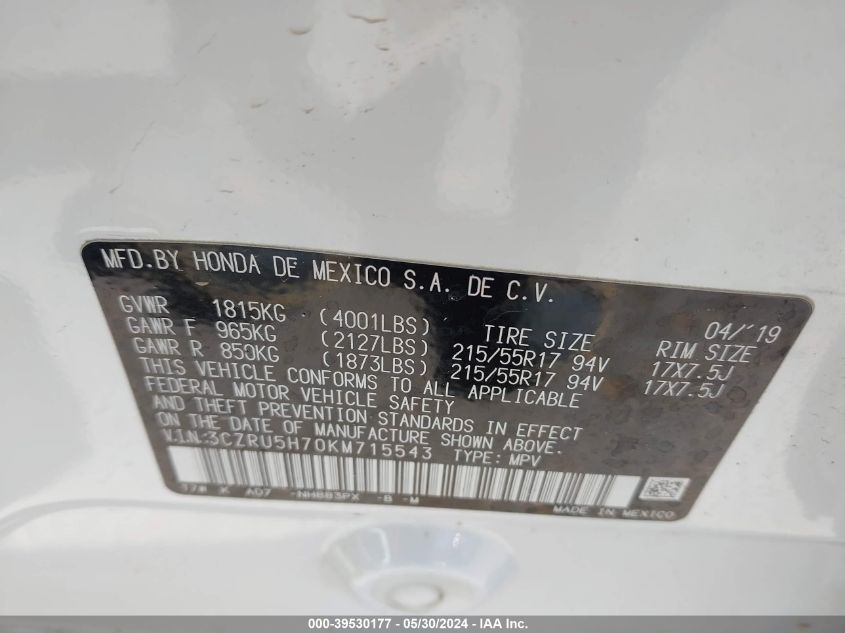 MFD.BY HONDA DE MEXICO S.A. DE C.V.
04/'19
GVWR 1815KG (4001LBS) TIRE SIZE RIM SIZE
GAWR F 965KG (2127LBS) 215/55R17 94V 17X7.5J
GAWR R 850KG (1873LBS) 215/55R17 94V 17X7.5J
THIS VEHICLE CONFORMS TO ALL APPLICABLE
FEDERAL MOTOR VEHICLE SAFETY
AND THEFT PREVENTION STANDARDS IN EFFECT
ON THE DATE OF MANUFACTURE SHOWN ABOVE.
V.I.N:3CZRU5H70KM715543 TYPE: MPV
37# K A07 -NH883PX -B -M
MADE IN MEXICO
000-39530177 - 05/30/2024 - IAA Inc.